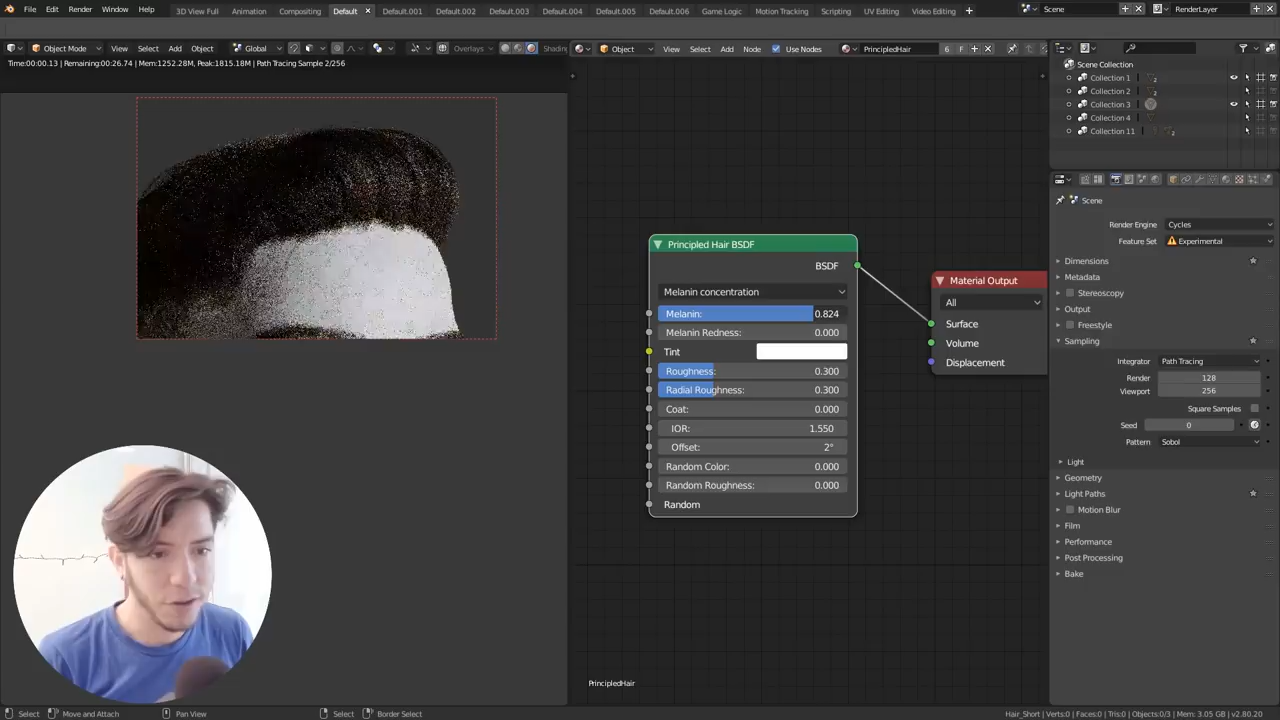 File Edit Render Window Help
3D View Full Animation Compositing Default Default.001 Default.002 Default.003 Default.004 Default.005 Default.006 Game Logic Motion Tracking Scripting UV Editing Video Editing
Scene
RenderLayer
Object Mode View Select Add Object Global Overlays Shading
Object View Select Add Node Use Nodes PrincipledHair 6 F
Time:00:00.13 | Remaining:00:26.74 | Mem:1252.28M, Peak:1815.18M | Path Tracing Sample 2/256
Scene Collection
Collection 1
Collection 2
Collection 3
Collection 4
Collection 11
Scene
Render Engine Cycles
Feature Set Experimental
Dimensions
Metadata
Stereoscopy
Output
Freestyle
Sampling
Integrator Path Tracing
Render 128
Viewport 256
Square Samples
Seed 0
Pattern Sobol
Light
Geometry
Light Paths
Motion Blur
Film
Performance
Post Processing
Bake
Principled Hair BSDF
BSDF
Melanin concentration
Melanin: 0.824
Melanin Redness: 0.000
Tint
Roughness: 0.300
Radial Roughness: 0.300
Coat: 0.000
IOR: 1.550
Offset: 2°
Random Color: 0.000
Random Roughness: 0.000
Random
Material Output
All
Surface
Volume
Displacement
PrincipledHair
Select Move and Attach Pan View Select Border Select
Hair_Short | Verts:0 | Faces:0 | Tris:0 | Objects:0/3 | Mem: 3.05 GB | v2.80.20